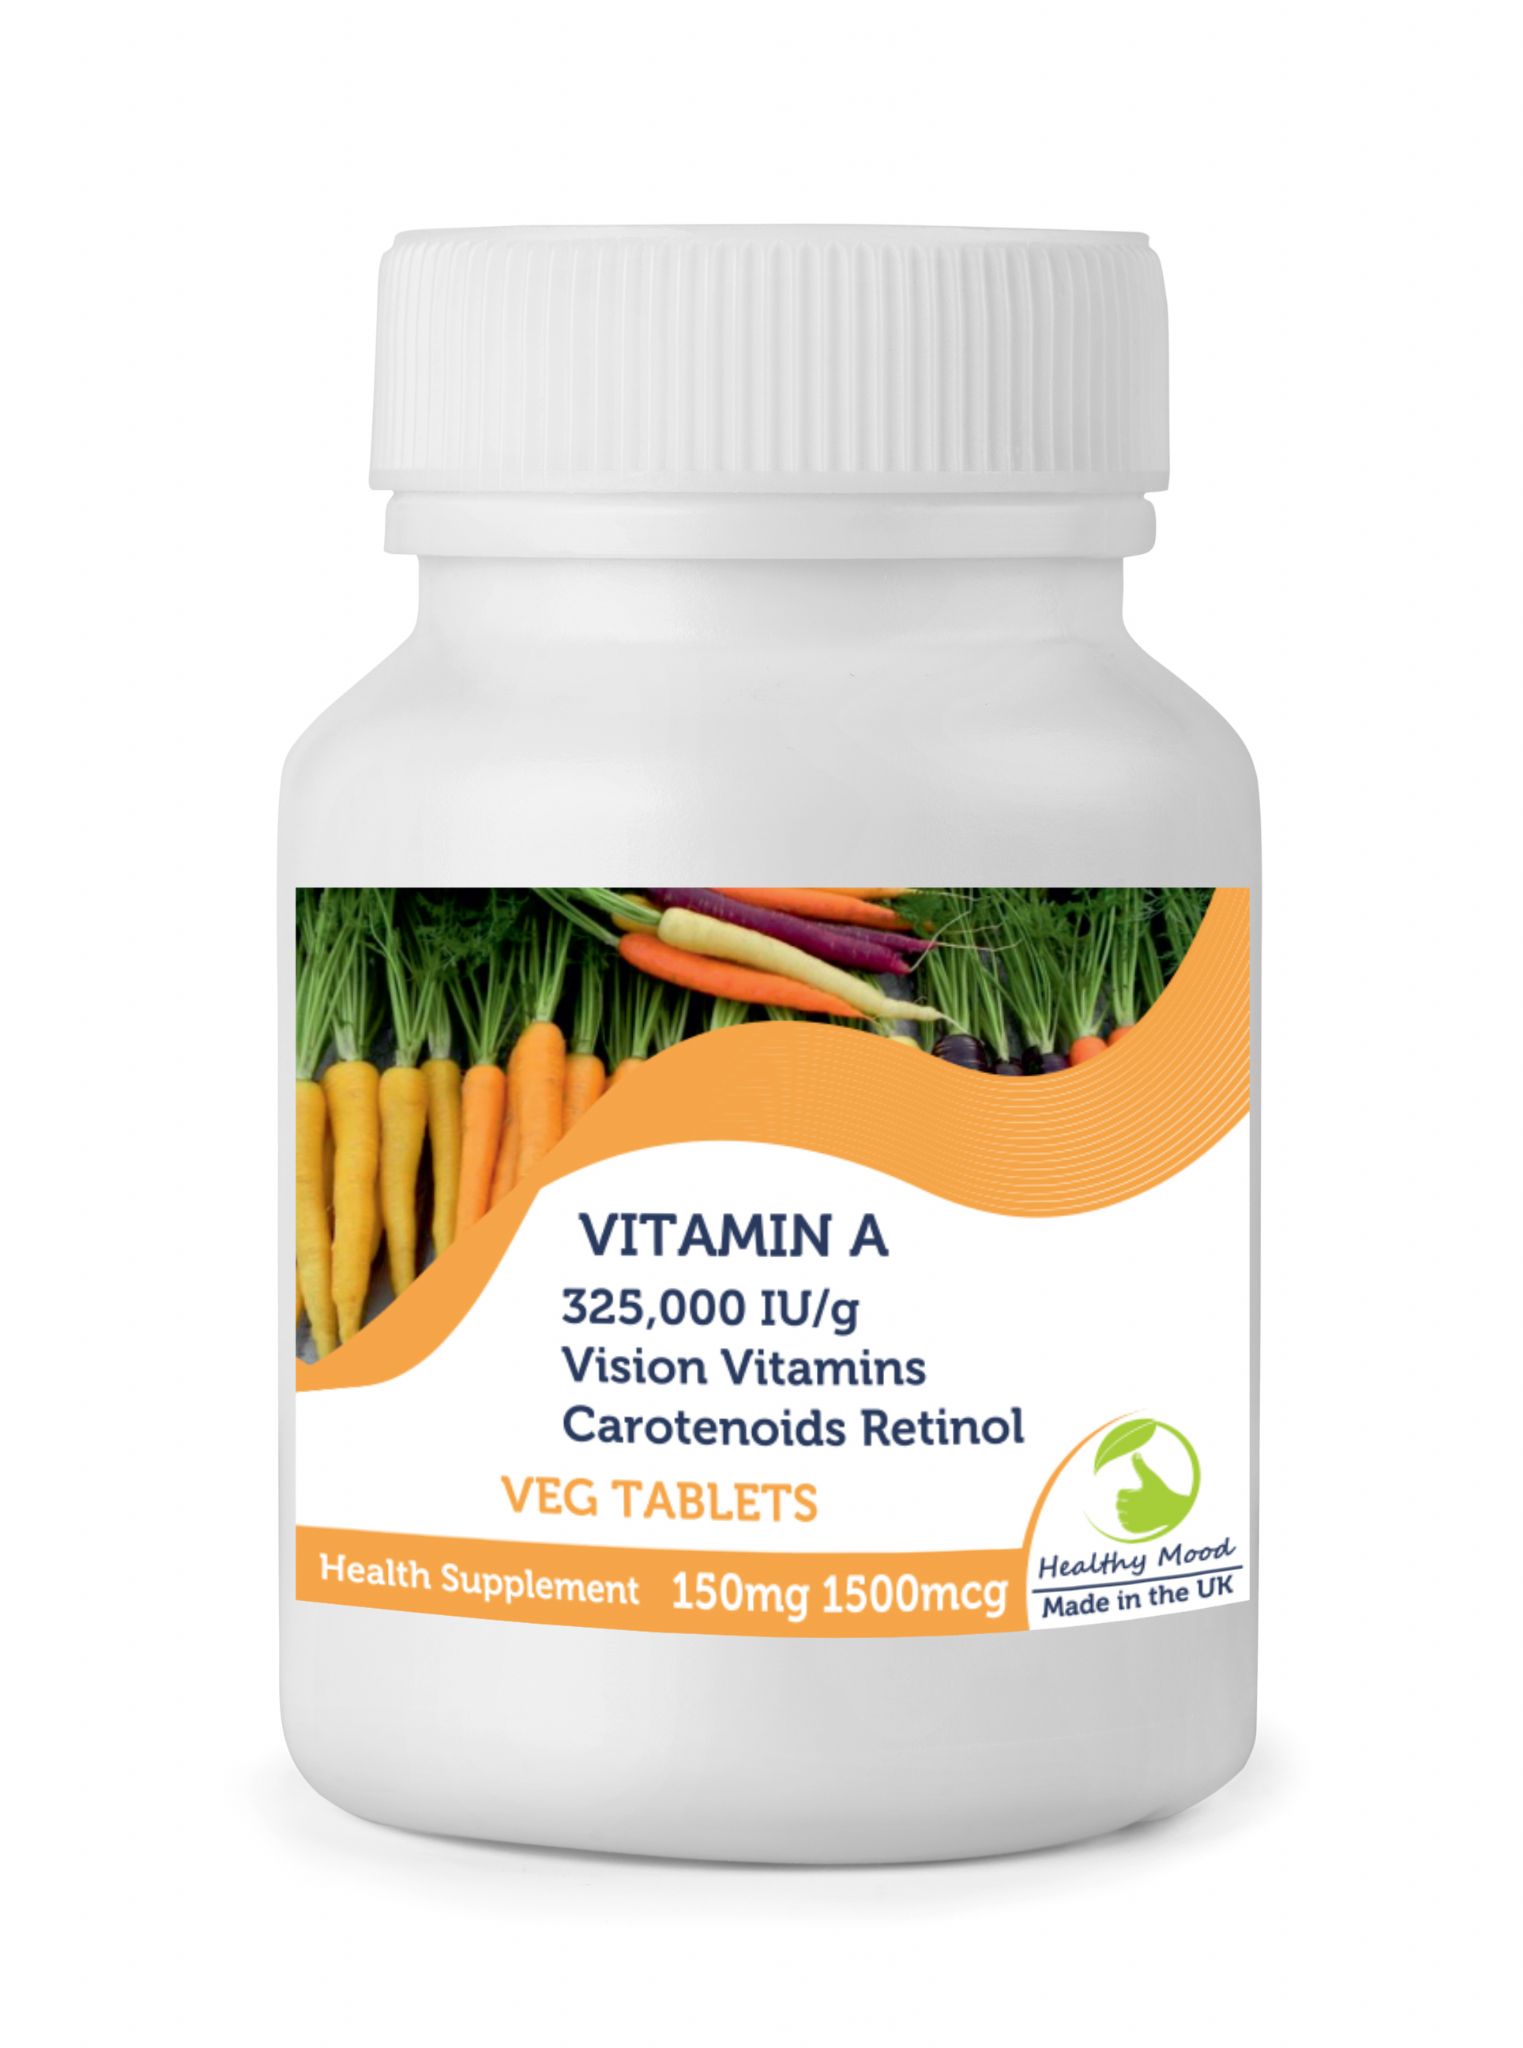 VITAMIN A
325,000 IU/g
Vision Vitamins
Carotenoids Retinol
VEG TABLETS
Health Supplement 150mg 1500mcg
Healthy Mood
Made in the UK